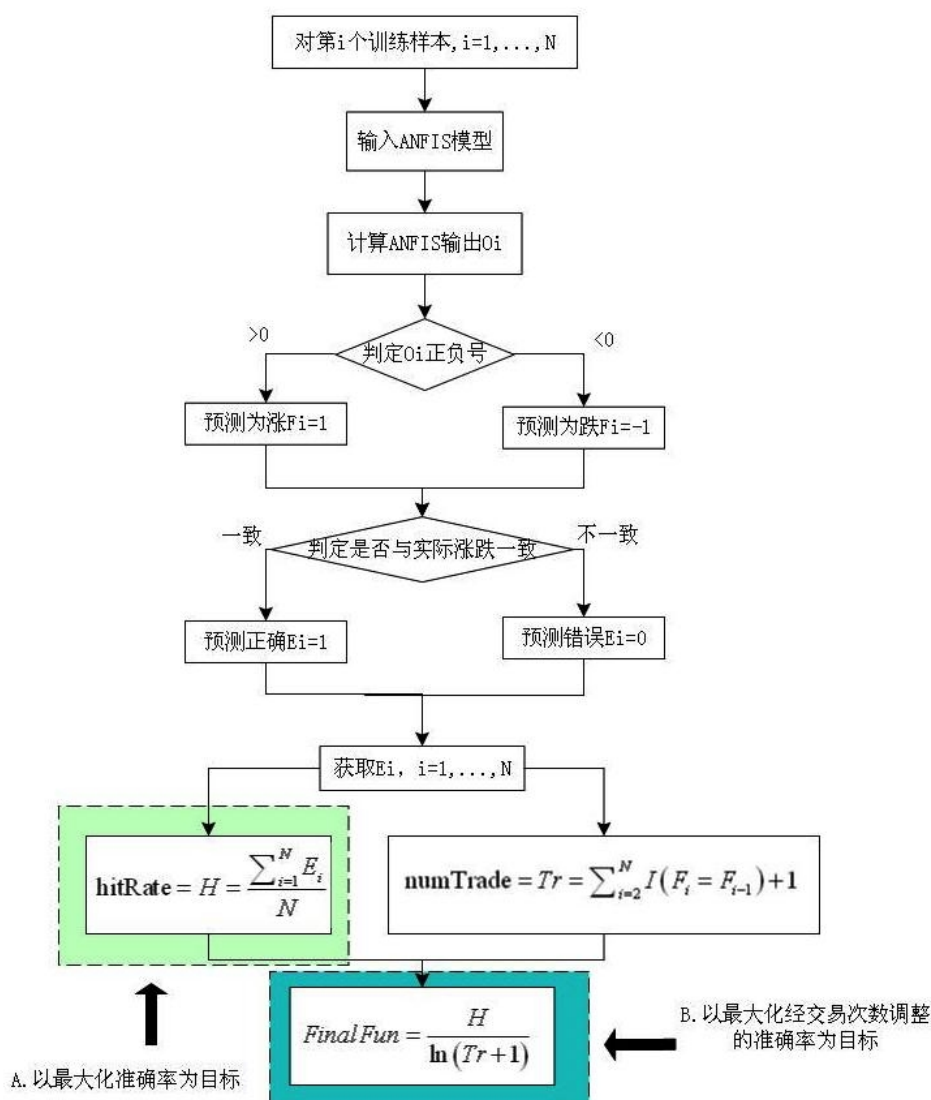 对第i个训练样本,i=1,...,N
输入ANFIS模型
计算ANFIS输出Oi
>0
判定Oi正负号
<0
预测为涨Fi=1
预测为跌Fi=-1
一致
判定是否与实际涨跌一致
不一致
预测正确Ei=1
预测错误Ei=0
获取Ei, i=1,...,N
hitRate = H = \frac{\sum_{i=1}^{N} E_i}{N}
numTrade = Tr = \sum_{i=2}^{N} I(F_i = F_{i-1}) + 1
FinalFun = \frac{H}{\ln(Tr+1)}
A.以最大化准确率为目标
B.以最大化经交易次数调整
的准确率为目标